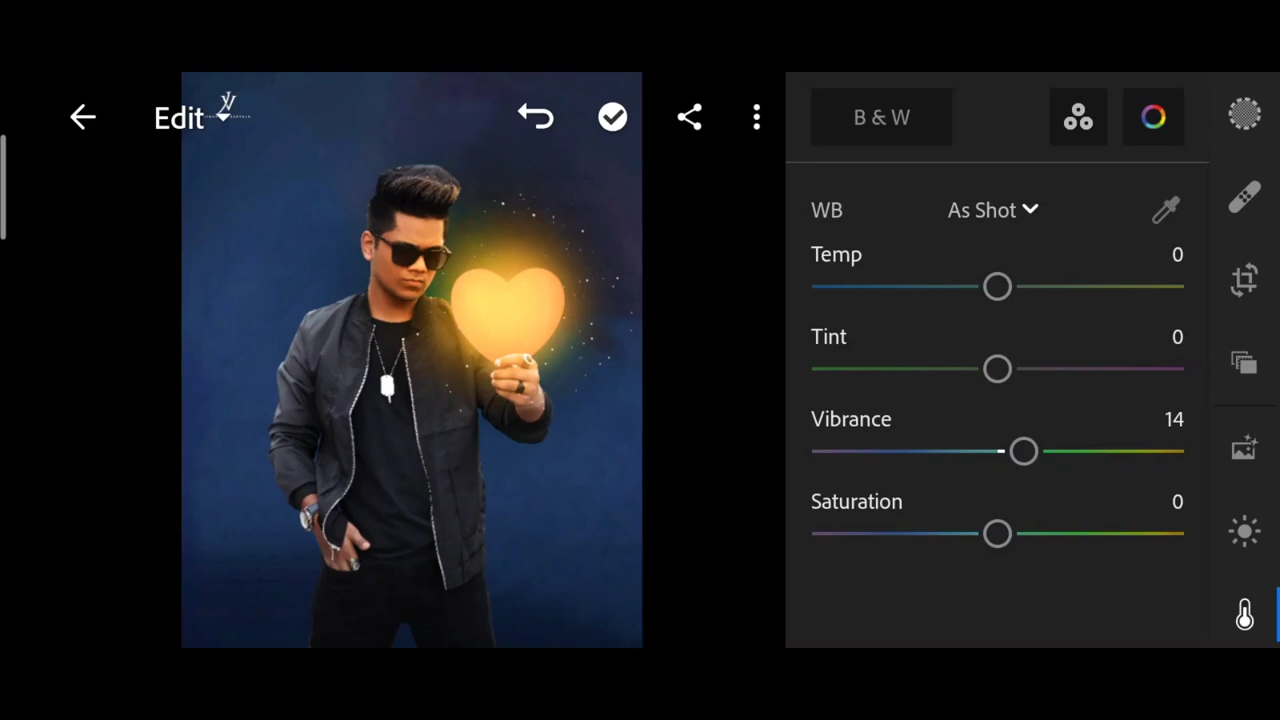 Edit
B & W
WB
As Shot
Temp
0
Tint
0
Vibrance
14
Saturation
0